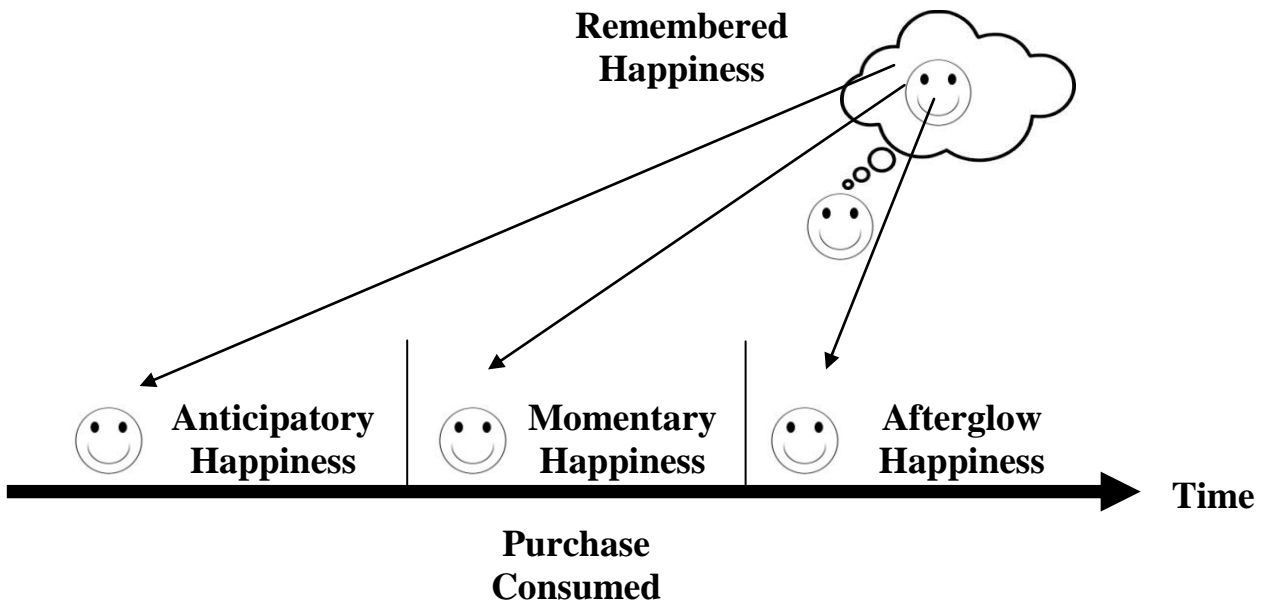 Remembered
Happiness
Anticipatory
Happiness
Momentary
Happiness
Afterglow
Happiness
Time
Purchase
Consumed